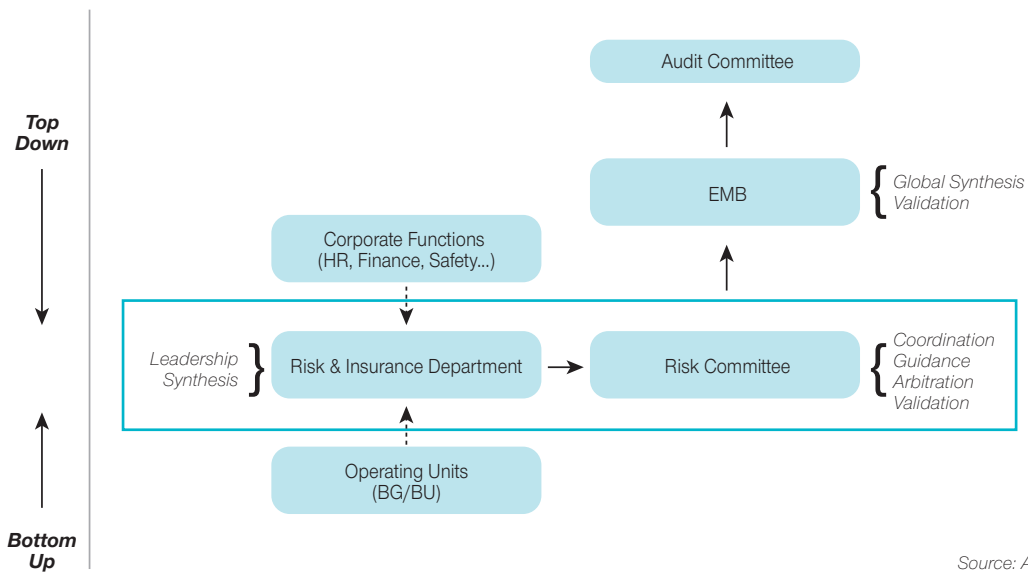 Audit Committee
Top
Down
EMB
Global Synthesis
Validation
Corporate Functions
(HR, Finance, Safety...)
Leadership
Synthesis
Risk & Insurance Department
Risk Committee
Coordination
Guidance
Arbitration
Validation
Operating Units
(BG/BU)
Bottom
Up
Source: A